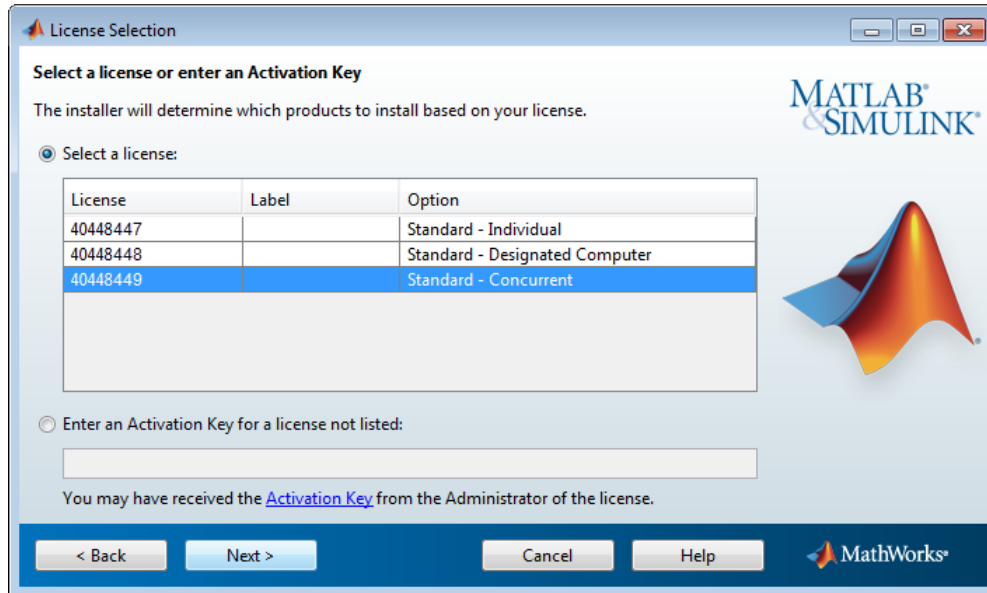 License Selection
Select a license or enter an Activation Key
The installer will determine which products to install based on your license.
MATLAB®
&SIMULINK®
Select a license:
License Label Option
40448447 Standard - Individual
40448448 Standard - Designated Computer
40448449 Standard - Concurrent
®
Enter an Activation Key for a license not listed:
You may have received the Activation Key from the Administrator of the license.
< Back Next > Cancel Help MathWorks®